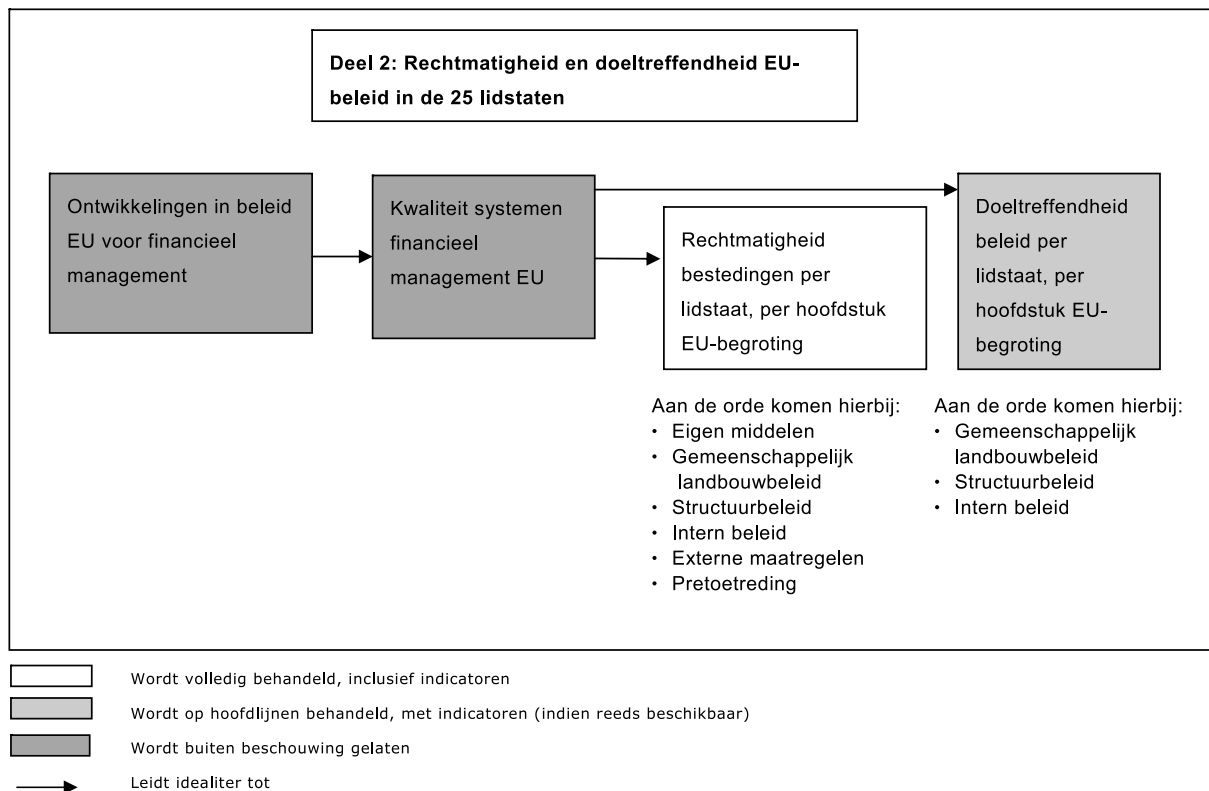 Deel 2: Rechtmatigheid en doeltreffendheid EU-
beleid in de 25 lidstaten
Ontwikkelingen in beleid
EU voor financieel
management
Kwaliteit systemen
financieel
management EU
Rechtmatigheid
bestedingen per
lidstaat, per hoofdstuk
EU-begroting
Doeltreffendheid
beleid per
lidstaat, per
hoofdstuk EU-
begroting
Aan de orde komen hierbij:
• Eigen middelen
• Gemeenschappelijk
landbouwbeleid
• Structuurbeleid
• Intern beleid
• Externe maatregelen
• Pretoetreding
Aan de orde komen hierbij:
• Gemeenschappelijk
landbouwbeleid
• Structuurbeleid
• Intern beleid
Wordt volledig behandeld, inclusief indicatoren
Wordt op hoofdlijnen behandeld, met indicatoren (indien reeds beschikbaar)
Wordt buiten beschouwing gelaten
Leidt idealiter tot